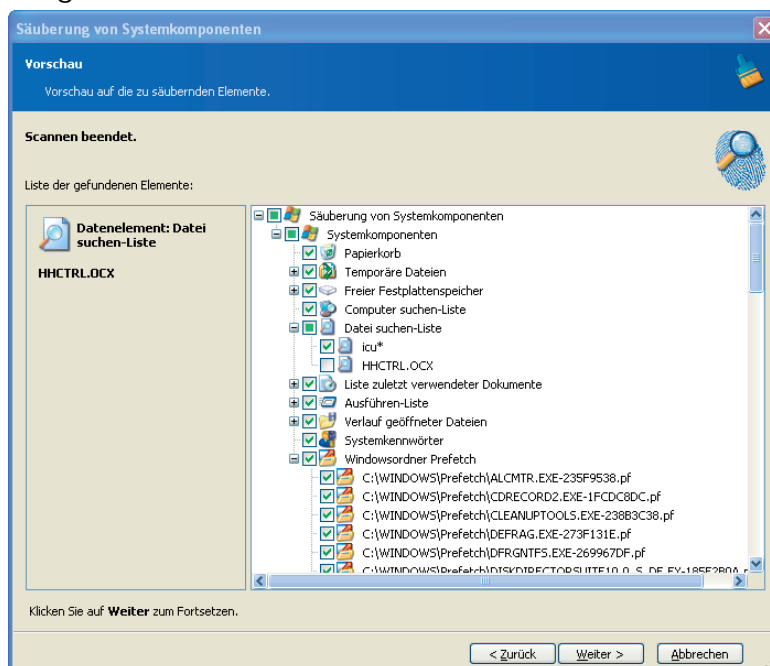 Säuberung von Systemkomponenten
Vorschau
Vorschau auf die zu säubernden Elemente.
Scannen beendet.
Liste der gefundenen Elemente:
Datenelement: Datei
suchen-Liste
HHCTRL.OCX
Säuberung von Systemkomponenten
Systemkomponenten
Papierkorb
Temporäre Dateien
Freier Festplattenspeicher
Computer suchen-Liste
Datei suchen-Liste
icu*
HHCTRL.OCX
Liste zuletzt verwendeter Dokumente
Ausführen-Liste
Verlauf geöffneter Dateien
Systemkennwörter
Windowsordner Prefetch
C:\WINDOWS\Prefetch\ALCMTR.EXE-235F9538.pf
C:\WINDOWS\Prefetch\CDRECORD2.EXE-1FCDC8DC.pf
C:\WINDOWS\Prefetch\CLEANUPTOOLS.EXE-238B3C38.pf
C:\WINDOWS\Prefetch\DEFRAG.EXE-273F131E.pf
C:\WINDOWS\Prefetch\DFRGNTFS.EXE-269967DF.pf
Klicken Sie auf Weiter zum Fortsetzen.
< Zurück Weiter > Abbrechen